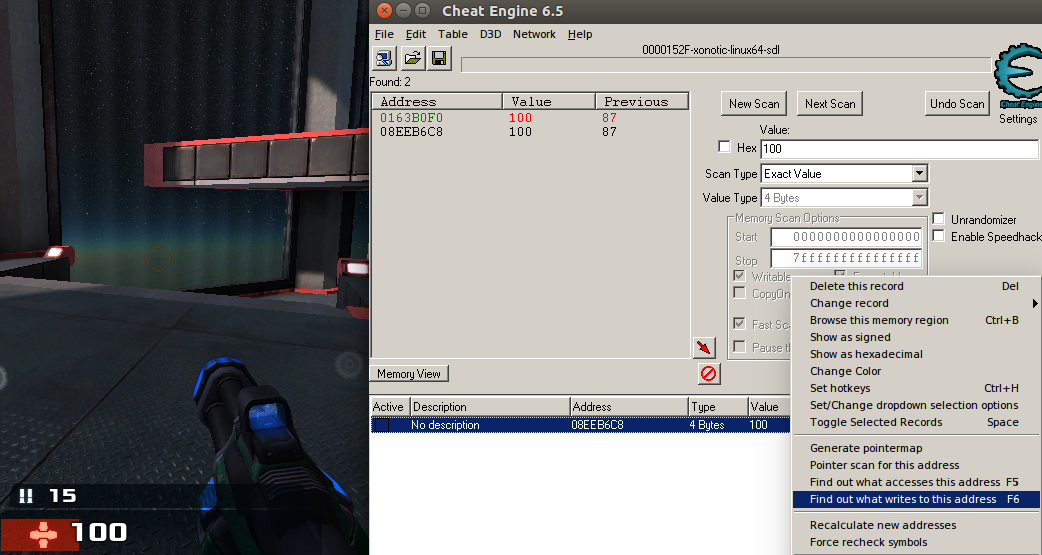 Cheat Engine 6.5
File Edit Table D3D Network Help
0000152F-xonotic-linux64-sdl
Found: 2
Address Value Previous
0163B0F0 100 87
08EEB6C8 100 87
New Scan Next Scan Undo Scan
Cheat Engine
Settings
Value:
Hex 100
Scan Type Exact Value
Value Type 4 Bytes
Memory Scan Options
Start 0000000000000000
Stop 7fffffffffffffff
Unrandomizer
Enable Speedhack
Writable
CopyOn
Fast Sca
Pause th
Memory View
Active Description Address Type Value
No description 08EEB6C8 4 Bytes 100
Delete this record Del
Change record
Browse this memory region Ctrl+B
Show as signed
Show as hexadecimal
Change Color
Set hotkeys Ctrl+H
Set/Change dropdown selection options
Toggle Selected Records Space
Generate pointermap
Pointer scan for this address
Find out what accesses this address F5
Find out what writes to this address F6
Recalculate new addresses
Force recheck symbols
15
100